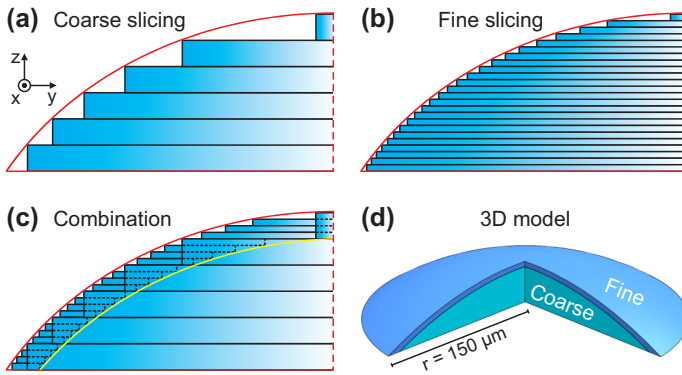 (a) Coarse slicing
z
x y
(b) Fine slicing
(c) Combination
(d) 3D model
Fine
Coarse
r = 150 µm